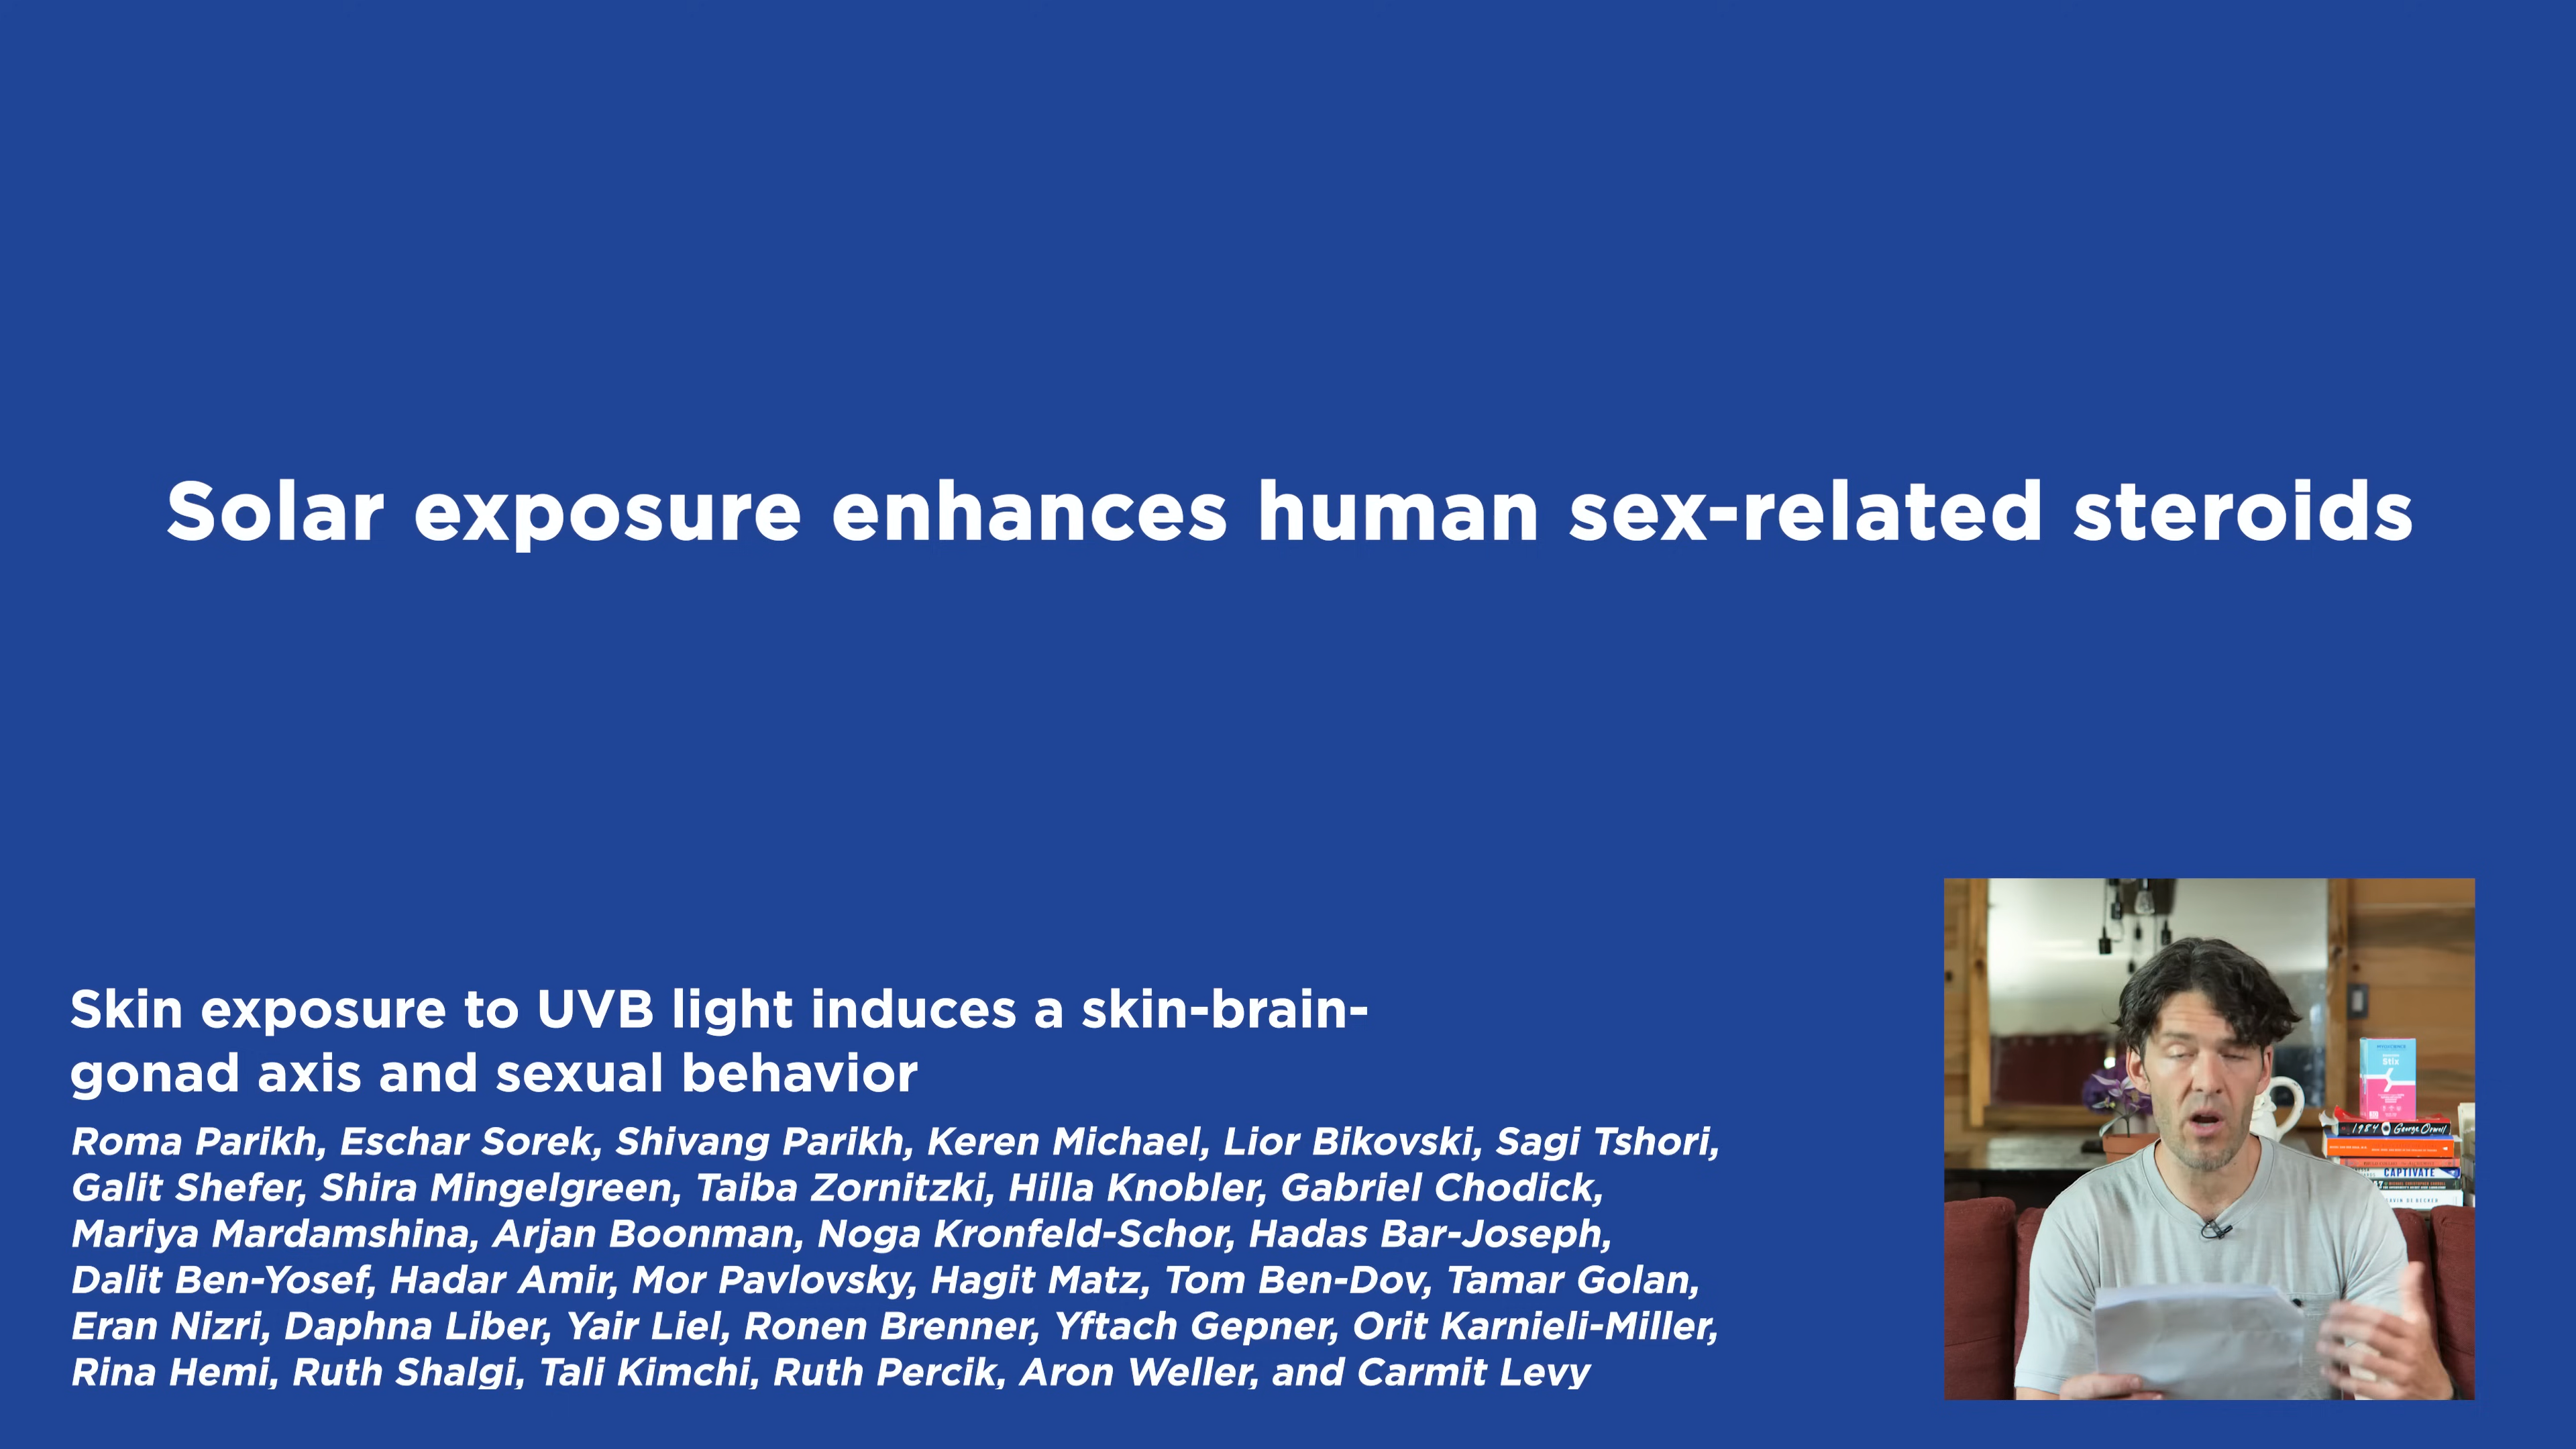 Solar exposure enhances human sex-related steroids
Skin exposure to UVB light induces a skin-brain-
gonad axis and sexual behavior
Roma Parikh, Eschar Sorek, Shivang Parikh, Keren Michael, Lior Bikovski, Sagi Tshori,
Galit Shefer, Shira Mingelgreen, Taiba Zornitzki, Hilla Knobler, Gabriel Chodick,
Mariya Mardamshina, Arjan Boonman, Noga Kronfeld-Schor, Hadas Bar-Joseph,
Dalit Ben-Yosef, Hadar Amir, Mor Pavlovsky, Hagit Matz, Tom Ben-Dov, Tamar Golan,
Eran Nizri, Daphna Liber, Yair Liel, Ronen Brenner, Yftach Gepner, Orit Karnieli-Miller,
Rina Hemi, Ruth Shalgi, Tali Kimchi, Ruth Percik, Aron Weller, and Carmit Levy
Stix
1984 George Orwell
CAPTIVATE